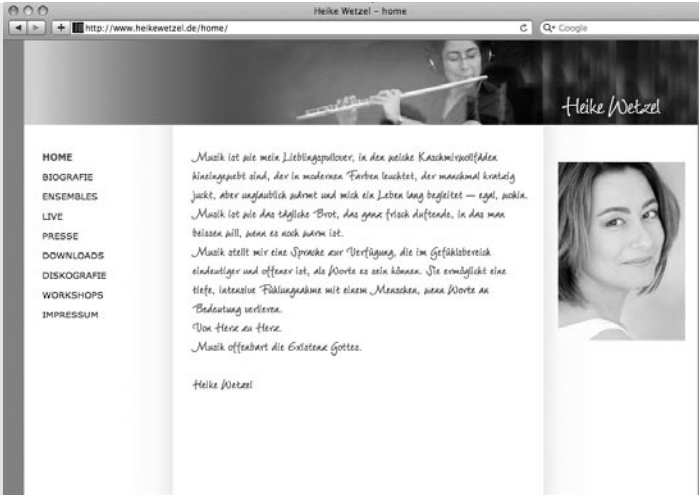 Heike Wetzel – home
http://www.heikewetzel.de/home/
Google
Heike Wetzel
HOME
BIOGRAFIE
ENSEMBLES
LIVE
PRESSE
DOWNLOADS
DISKOGRAFIE
WORKSHOPS
IMPRESSUM
Musik ist wie mein Lieblingspullover, in den weiche Kaschmirwollfäden
hineingewebt sind, der in modernen Farben leuchtet, der manchmal kratzig
juckt, aber unglaublich wärmt und mich ein Leben lang begleitet — egal, wohin.
Musik ist wie das tägliche Brot, das ganz frisch duftende, in das man
beissen will, wenn es noch warm ist.
Musik stellt mir eine Sprache zur Verfügung, die im Gefühlsbereich
eindeutiger und offener ist, als Worte es sein können. Sie ermöglicht eine
tiefe, intensive Fühlungnahme mit einem Menschen, wenn Worte an
Bedeutung verlieren.
Von Herz zu Herz.
Musik offenbart die Existenz Gottes.
Heike Wetzel